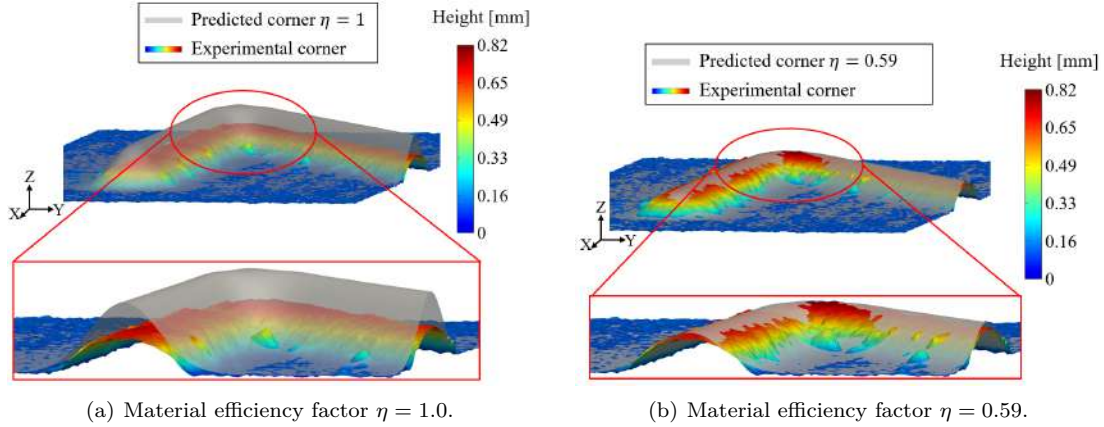 Predicted corner η = 1
Experimental corner
Height [mm]
0.82
0.65
0.49
0.33
0.16
0
Z
X
Y
(a) Material efficiency factor η = 1.0.
Predicted corner η = 0.59
Experimental corner
Height [mm]
0.82
0.65
0.49
0.33
0.16
0
Z
X
Y
(b) Material efficiency factor η = 0.59.